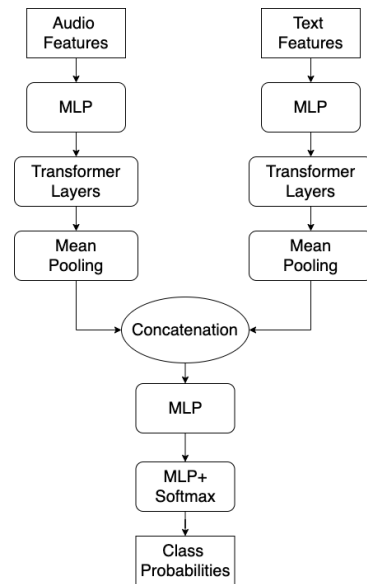 Audio
Features
Text
Features
MLP
MLP
Transformer
Layers
Transformer
Layers
Mean
Pooling
Mean
Pooling
Concatenation
MLP
MLP+
Softmax
Class
Probabilities